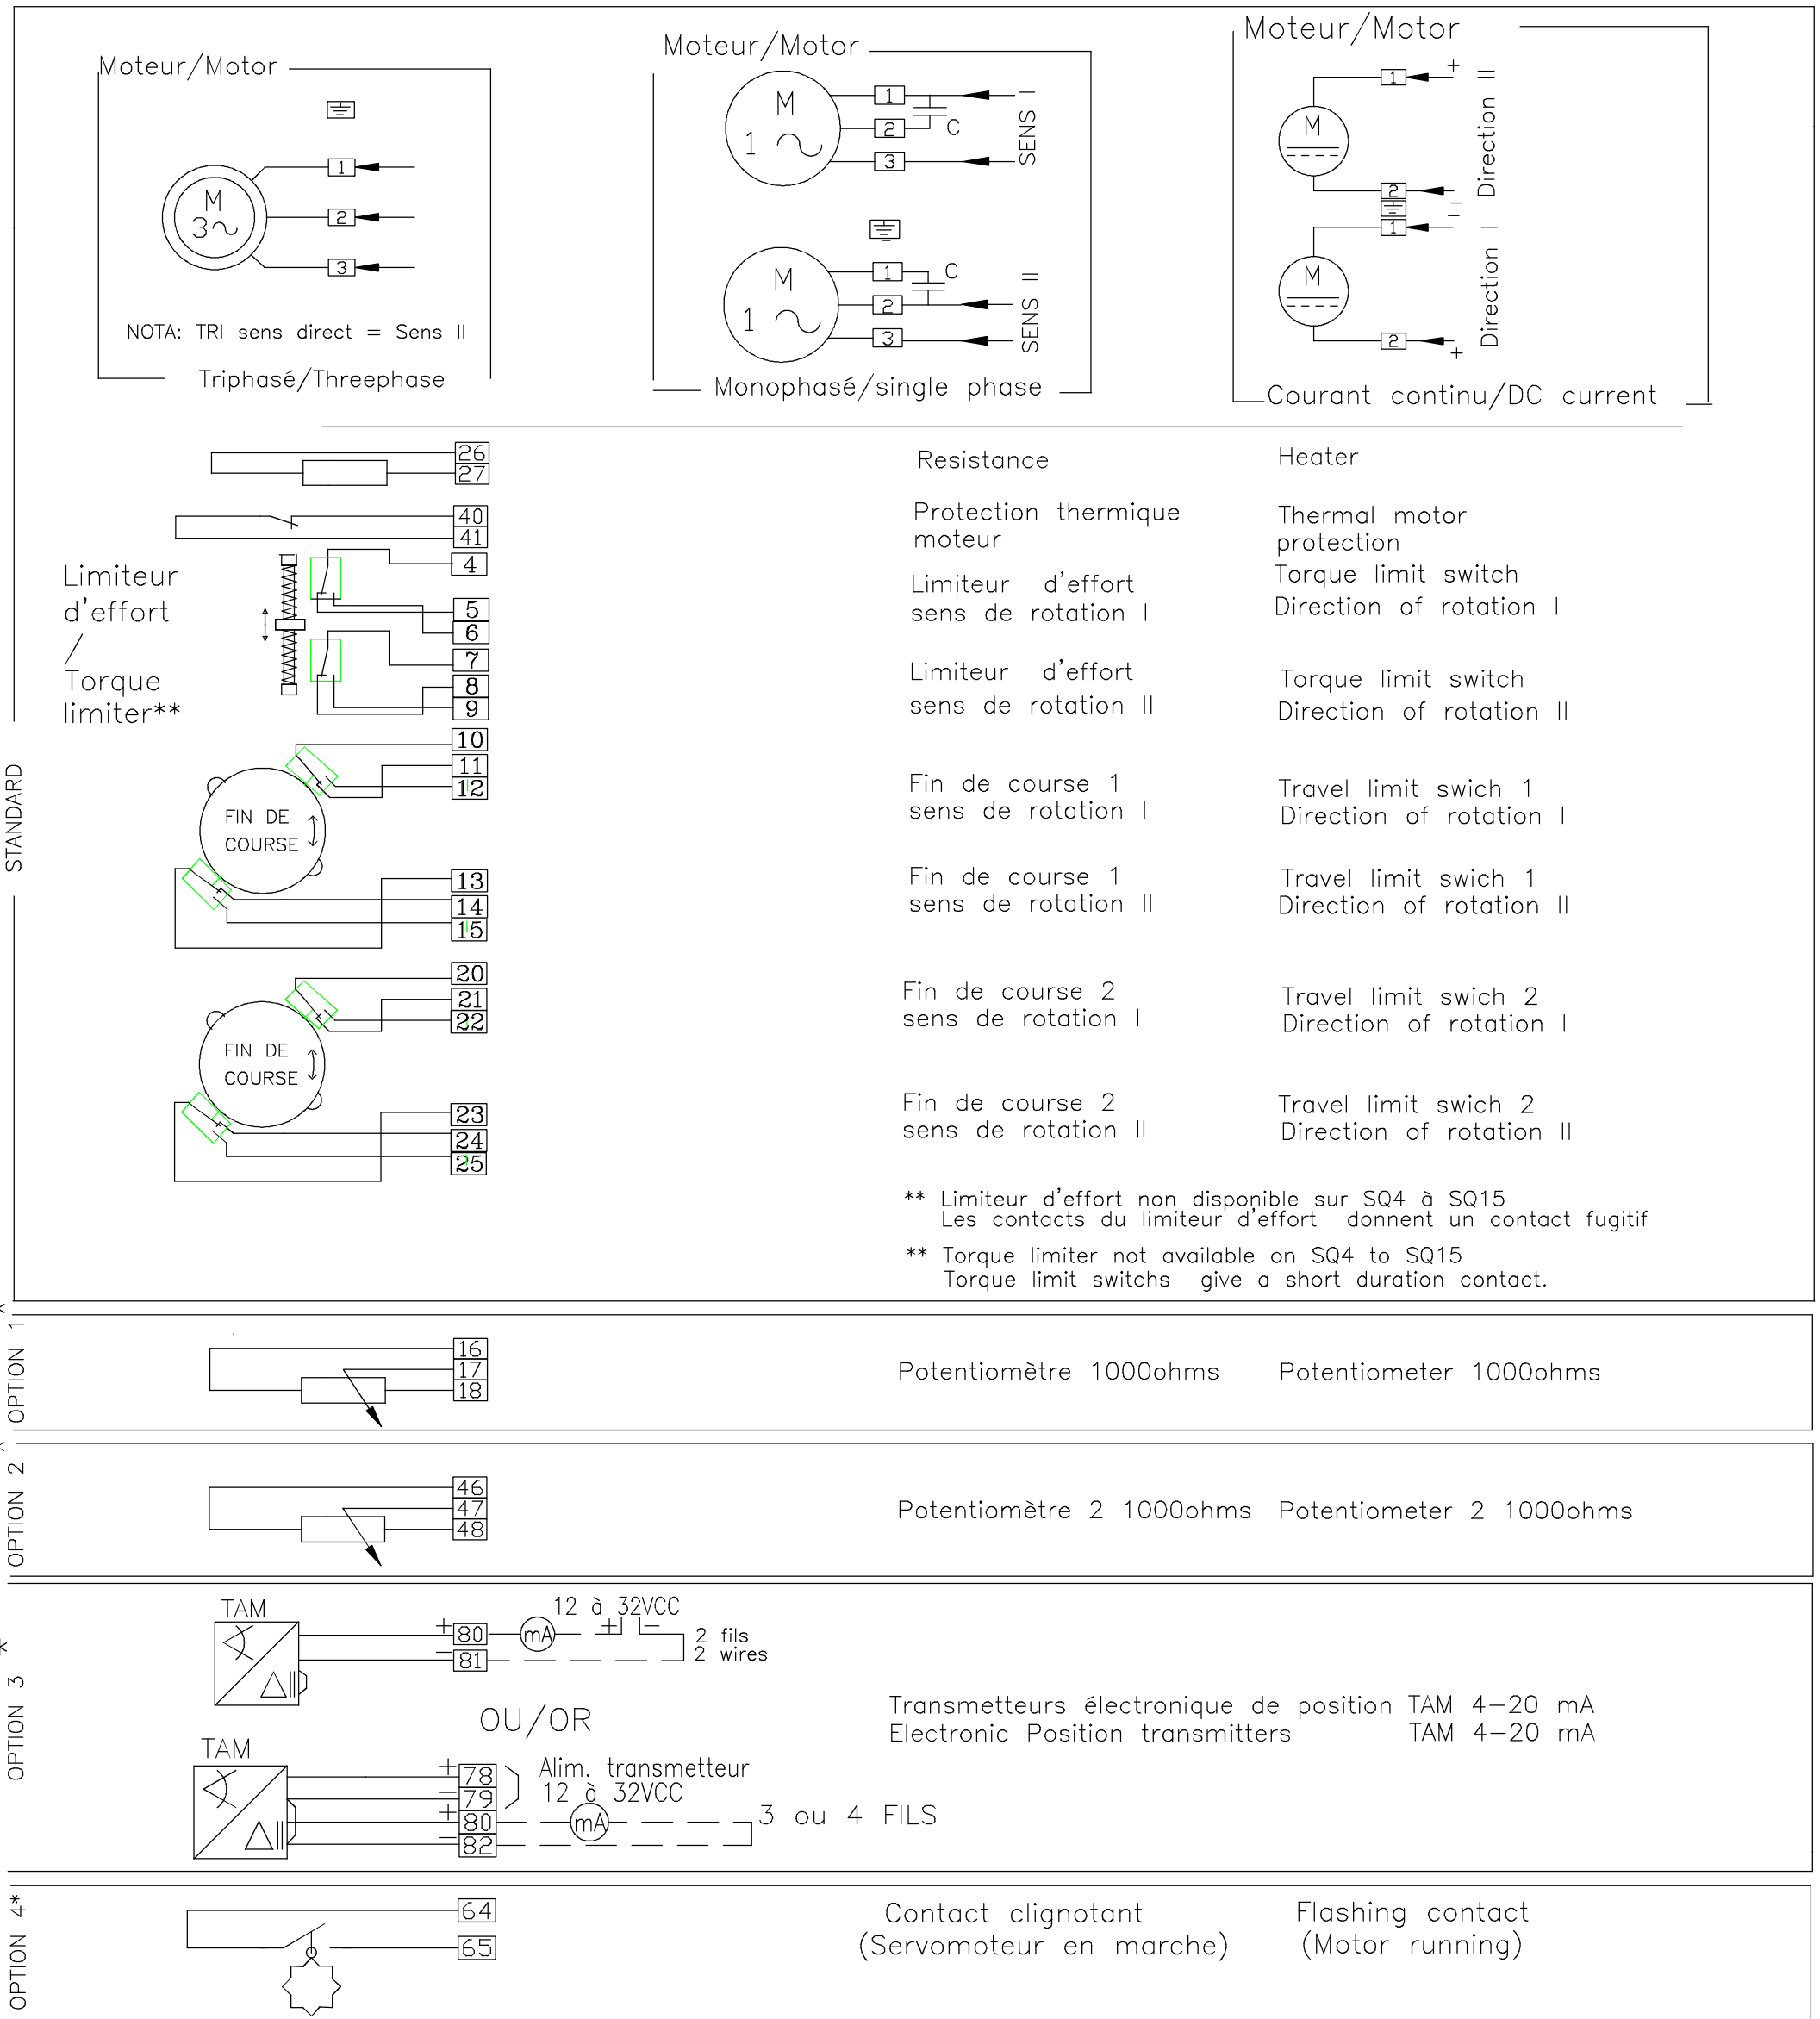 Moteur/Motor
M
3
1
2
3
NOTA: TRI sens direct = Sens II
Triphasé/Threephase
Moteur/Motor
M
1
1
2
3
C
SENS I
M
1
1
2
3
C
SENS II
Monophasé/single phase
Moteur/Motor
M
1 +
2 -
Direction II
M
1 -
2 +
Direction I
Courant continu/DC current
STANDARD
26
27
Resistance Heater
40
41
Protection thermique
moteur
Thermal motor
protection
Limiteur
d'effort
/
Torque
limiter**
4
5
6
Limiteur d'effort
sens de rotation I
Torque limit switch
Direction of rotation I
7
8
9
Limiteur d'effort
sens de rotation II
Torque limit switch
Direction of rotation II
FIN DE
COURSE
10
11
12
Fin de course 1
sens de rotation I
Travel limit swich 1
Direction of rotation I
13
14
15
Fin de course 1
sens de rotation II
Travel limit swich 1
Direction of rotation II
FIN DE
COURSE
20
21
22
Fin de course 2
sens de rotation I
Travel limit swich 2
Direction of rotation I
23
24
25
Fin de course 2
sens de rotation II
Travel limit swich 2
Direction of rotation II
** Limiteur d'effort non disponible sur SQ4 à SQ15
Les contacts du limiteur d'effort donnent un contact fugitif
** Torque limiter not available on SQ4 to SQ15
Torque limit switchs give a short duration contact.
OPTION 1*
16
17
18
Potentiomètre 1000ohms Potentiometer 1000ohms
OPTION 2*
46
47
48
Potentiomètre 2 1000ohms Potentiometer 2 1000ohms
OPTION 3*
TAM
+ 80
- 81
mA
12 à 32VCC
+ -
2 fils
2 wires
OU/OR
Transmetteurs électronique de position TAM 4-20 mA
Electronic Position transmitters TAM 4-20 mA
TAM
+ 78
- 79
+ 80
- 82
Alim. transmetteur
12 à 32VCC
mA
3 ou 4 FILS
OPTION 4*
64
65
Contact clignotant
(Servomoteur en marche)
Flashing contact
(Motor running)